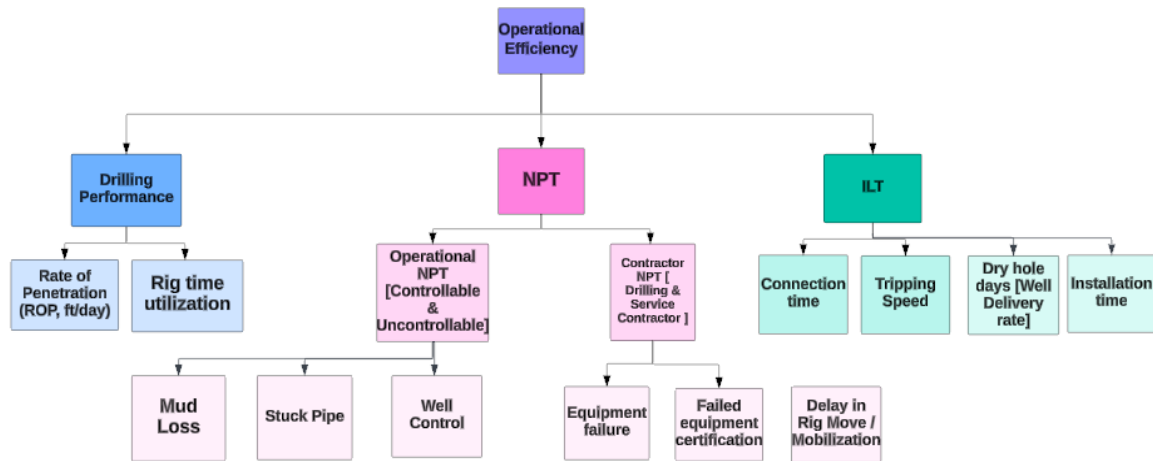 Operational
Efficiency
Drilling
Performance
NPT
ILT
Rate of
Penetration
(ROP, ft/day)
Rig time
utilization
Operational
NPT
[Controllable
&
Uncontrollable]
Contractor
NPT [
Drilling &
Service
Contractor ]
Connection
time
Tripping
Speed
Dry hole
days [Well
Delivery
rate]
Installation
time
Mud
Loss
Stuck Pipe
Well
Control
Equipment
failure
Failed
equipment
certification
Delay in
Rig Move /
Mobilization